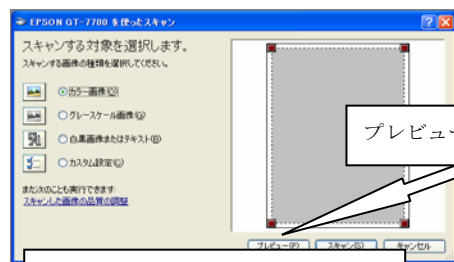 EPSON GT-7700 を使ったスキャン
スキャンする対象を選択します。
スキャンする画像の種類を選択してください。
カラー画像(O)
グレースケール画像(G)
白黒画像またはテキスト(B)
カスタム設定(C)
また次のことも実行できます:
スキャンした画像の品質の調整
プレビュー
プレビュー(P)
スキャン(S)
キャンセル